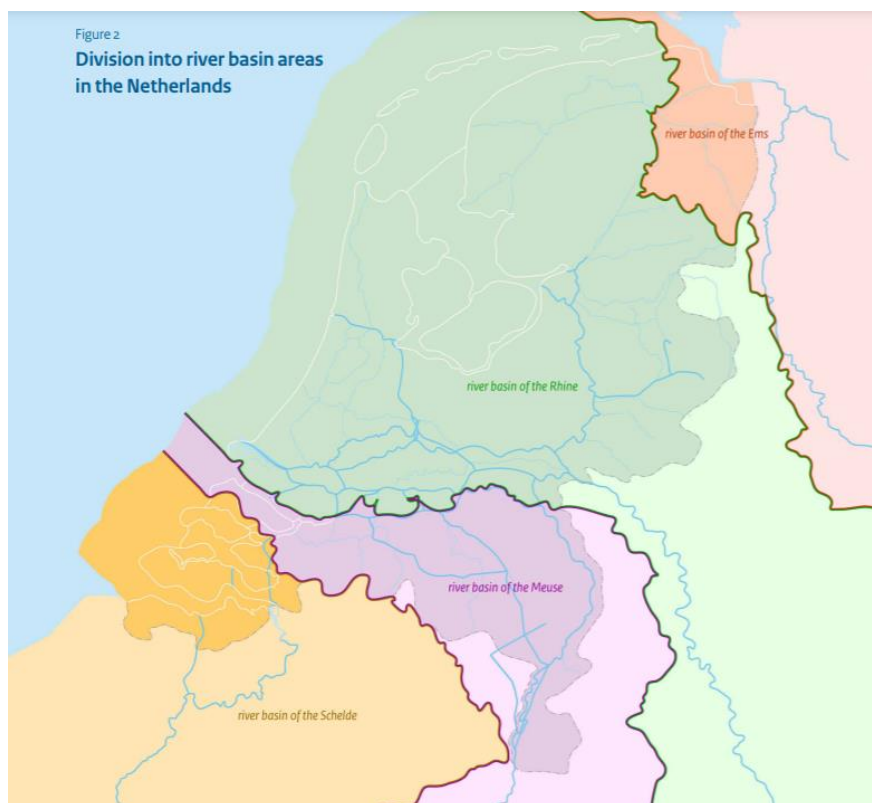 Figure 2
Division into river basin areas
in the Netherlands
river basin of the Ems
river basin of the Rhine
river basin of the Meuse
river basin of the Schelde